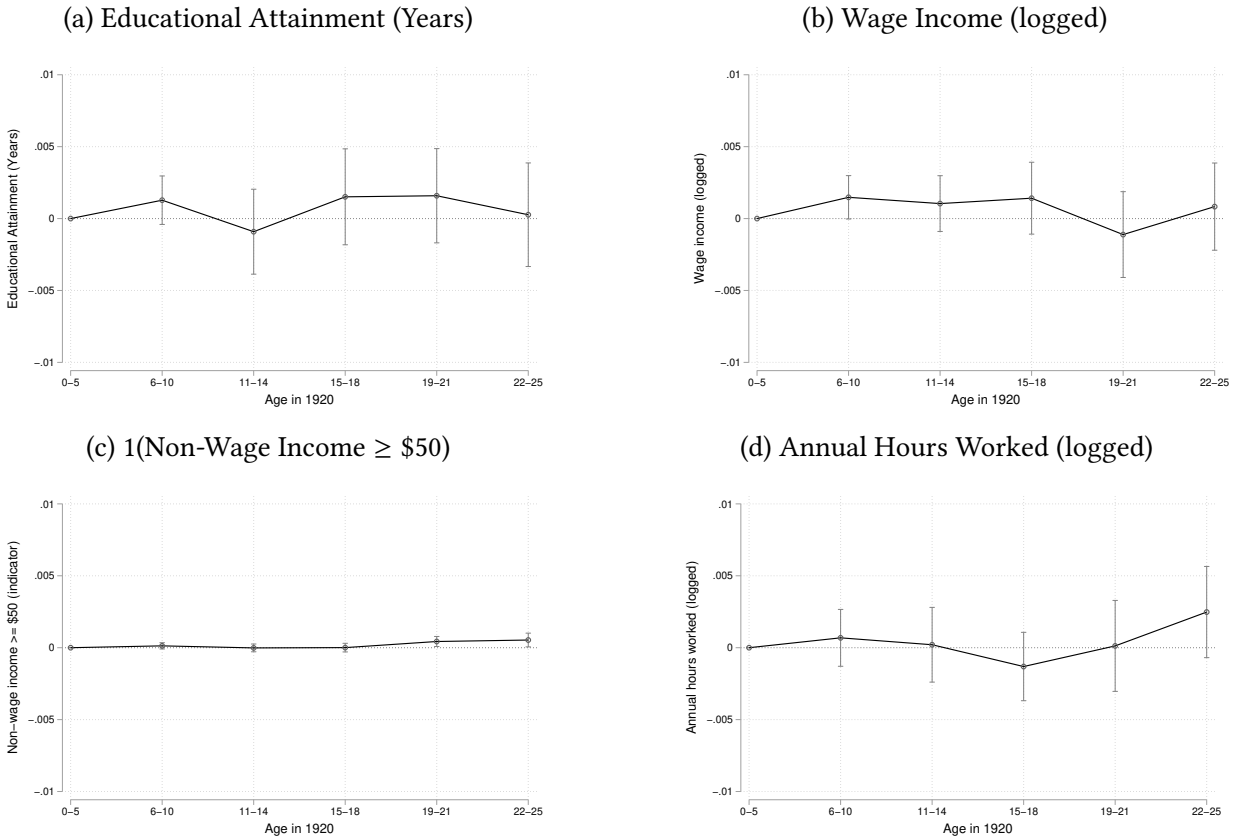 (a) Educational Attainment (Years)
Educational Attainment (Years)
.01
.005
0
−.005
−.01
0−5 6−10 11−14 15−18 19−21 22−25
Age in 1920
(b) Wage Income (logged)
Wage income (logged)
.01
.005
0
−.005
−.01
0−5 6−10 11−14 15−18 19−21 22−25
Age in 1920
(c) 1(Non-Wage Income ≥ $50)
Non−wage income >= $50 (indicator)
.01
.005
0
−.005
−.01
0−5 6−10 11−14 15−18 19−21 22−25
Age in 1920
(d) Annual Hours Worked (logged)
Annual hours worked (logged)
.01
.005
0
−.005
−.01
0−5 6−10 11−14 15−18 19−21 22−25
Age in 1920